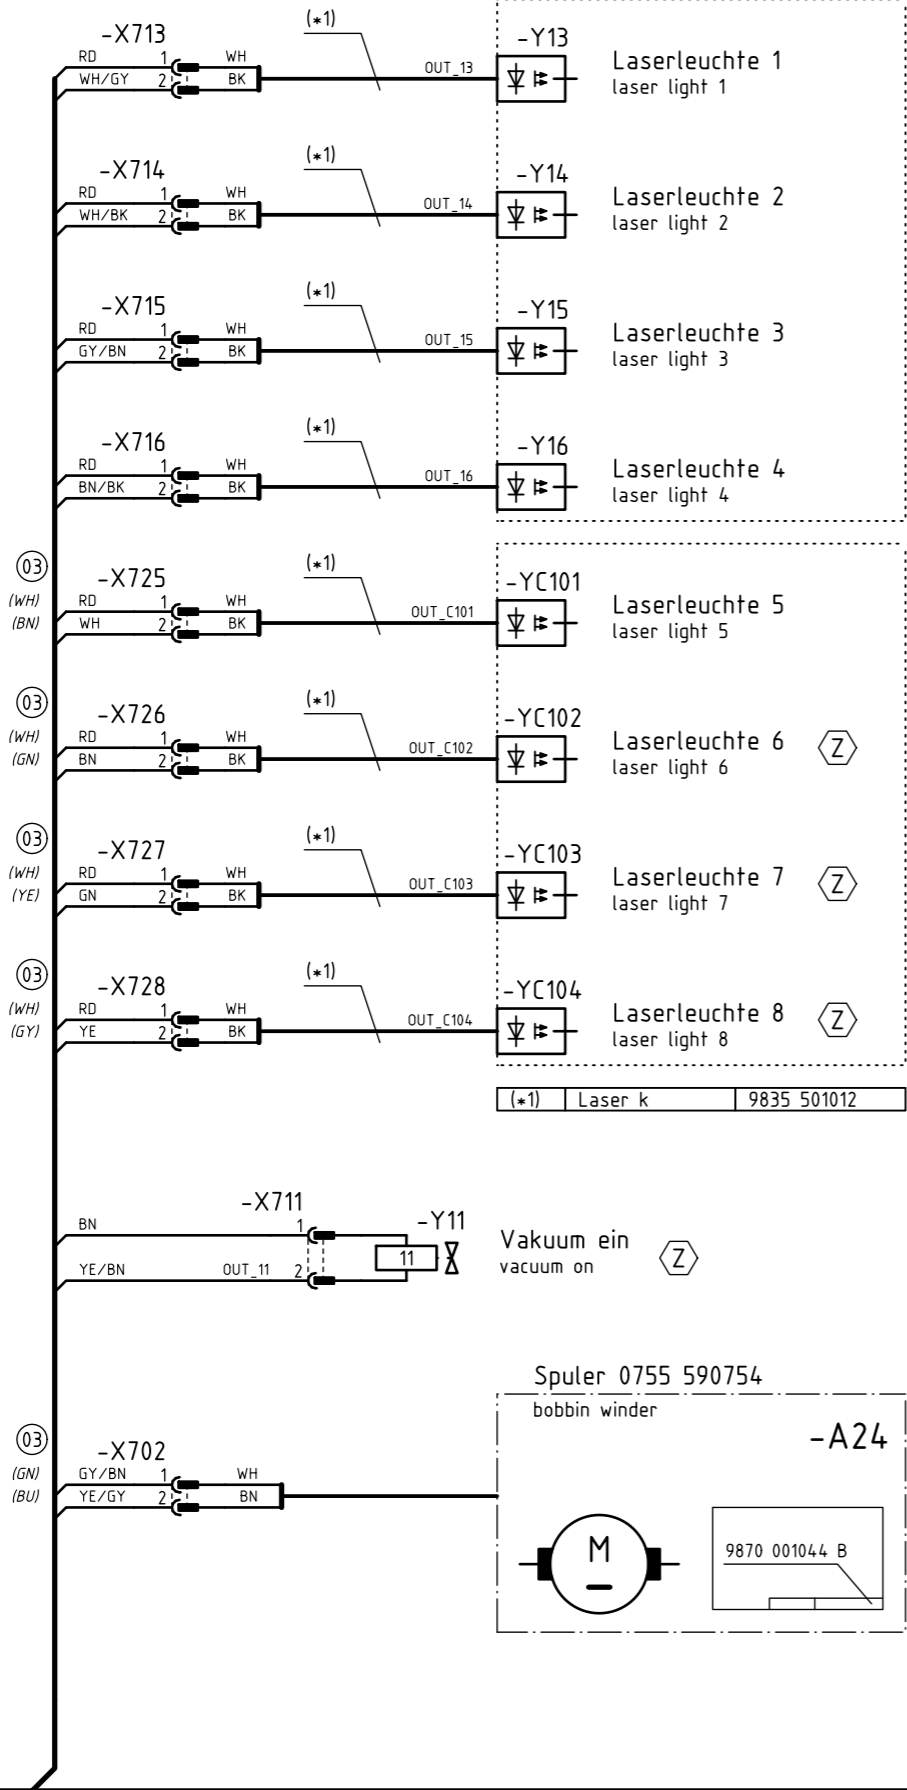 (*1)
-X713
-Y13
RD 1 WH
OUT_13
Laserleuchte 1
WH/GY 2 BK
laser light 1
(*1)
-X714
-Y14
RD 1 WH
OUT_14
Laserleuchte 2
WH/BK 2 BK
laser light 2
(*1)
-X715
-Y15
RD 1 WH
OUT_15
Laserleuchte 3
GY/BN 2 BK
laser light 3
(*1)
-X716
-Y16
RD 1 WH
OUT_16
Laserleuchte 4
BN/BK 2 BK
laser light 4
03
(*1)
-X725
-YC101
(WH)
RD 1 WH
OUT_C101
Laserleuchte 5
(BN)
WH 2 BK
laser light 5
03
(*1)
-X726
-YC102
(WH)
RD 1 WH
OUT_C102
Laserleuchte 6
Z
(GN)
BN 2 BK
laser light 6
03
(*1)
-X727
-YC103
(WH)
RD 1 WH
OUT_C103
Laserleuchte 7
Z
(YE)
GN 2 BK
laser light 7
03
(*1)
-X728
-YC104
(WH)
RD 1 WH
OUT_C104
Laserleuchte 8
Z
(GY)
YE 2 BK
laser light 8
(*1) Laser k 9835 501012
-X711
-Y11
BN 1
Vakuum ein
11
Z
vacuum on
YE/BN OUT_11 2
Spuler 0755 590754
bobbin winder
-A24
03
-X702
(GN)
GY/BN 1 WH
(BU)
YE/GY 2 BN
M
9870 001044 B